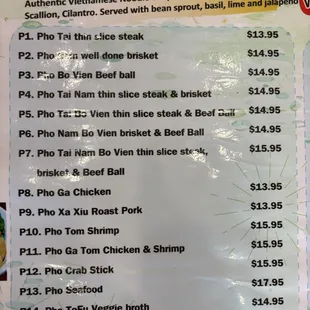 Authentic Vietnamese Noodle
Scallion, Cilantro. Served with bean sprout, basil, lime and jalapeno
P1. Pho Tai thin slice steak $13.95
P2. Pho well done brisket $14.95
P3. Pho Bo Vien Beef ball $14.95
P4. Pho Tai Nam thin slice steak & brisket $14.95
P5. Pho Tai Bo Vien thin slice steak & Beef Ball $14.95
P6. Pho Nam Bo Vien brisket & Beef Ball $14.95
P7. Pho Tai Nam Bo Vien thin slice steak, $15.95
brisket & Beef Ball
P8. Pho Ga Chicken $13.95
P9. Pho Xa Xiu Roast Pork $13.95
P10. Pho Tom Shrimp $15.95
P11. Pho Ga Tom Chicken & Shrimp $15.95
P12. Pho Crab Stick $15.95
P13. Pho Seafood $17.95
P14. Pho ToFu Veggie broth $14.95